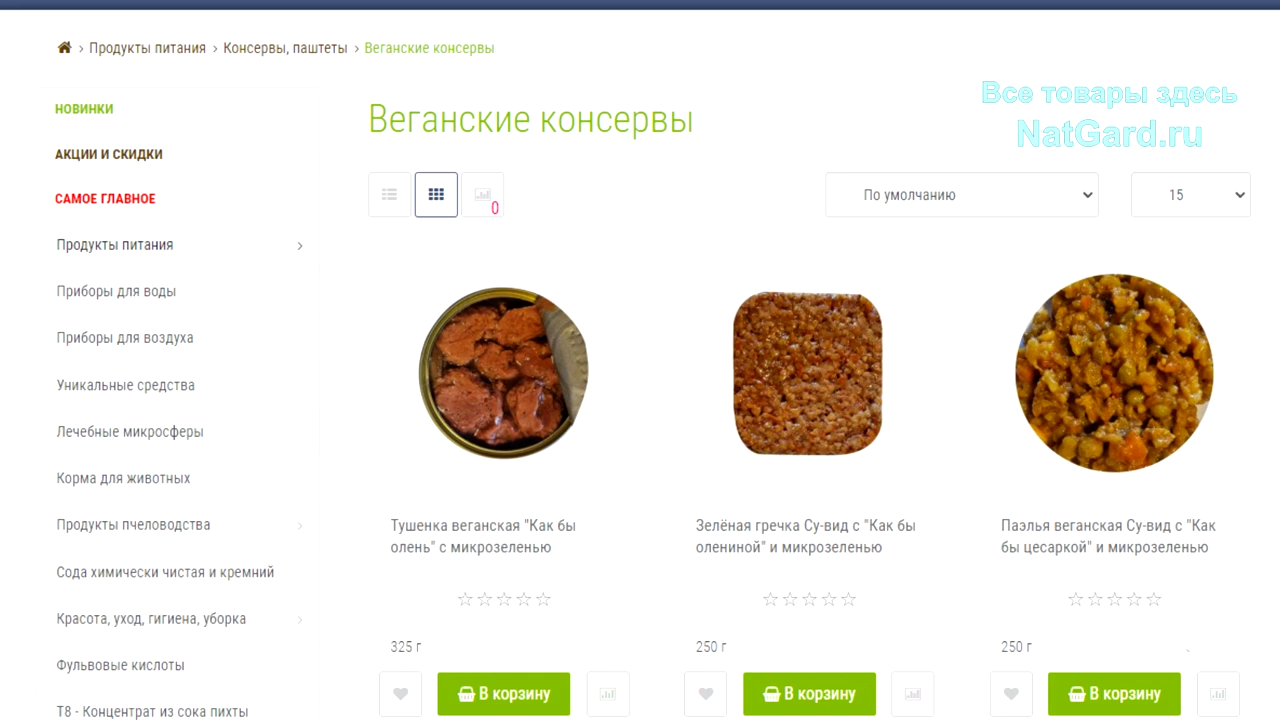 Продукты питания > Консервы, паштеты > Веганские консервы
НОВИНКИ
АКЦИИ И СКИДКИ
САМОЕ ГЛАВНОЕ
Продукты питания
Приборы для воды
Приборы для воздуха
Уникальные средства
Лечебные микросферы
Корма для животных
Продукты пчеловодства
Сода химически чистая и кремний
Красота, уход, гигиена, уборка
Фульвовые кислоты
Т8 - Концентрат из сока пихты
Веганские консервы
Все товары здесь
NatGard.ru
0
По умолчанию
15
Тушенка веганская "Как бы
олень" с микрозеленью
325 г
В корзину
Зелёная гречка Су-вид с "Как бы
олениной" и микрозеленью
250 г
В корзину
Паэлья веганская Су-вид с "Как
бы цесаркой" и микрозеленью
250 г
В корзину